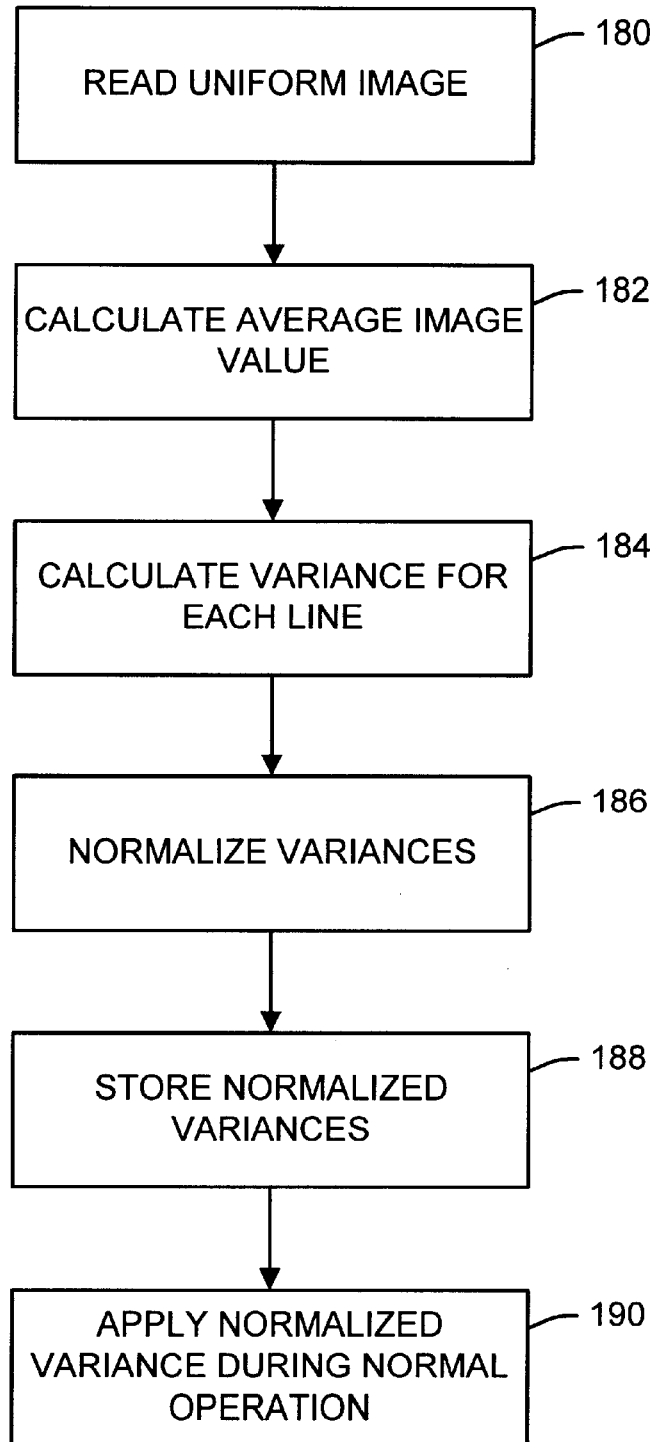 180
READ UNIFORM IMAGE
182
CALCULATE AVERAGE IMAGE
VALUE
184
CALCULATE VARIANCE FOR
EACH LINE
186
NORMALIZE VARIANCES
188
STORE NORMALIZED
VARIANCES
190
APPLY NORMALIZED
VARIANCE DURING NORMAL
OPERATION